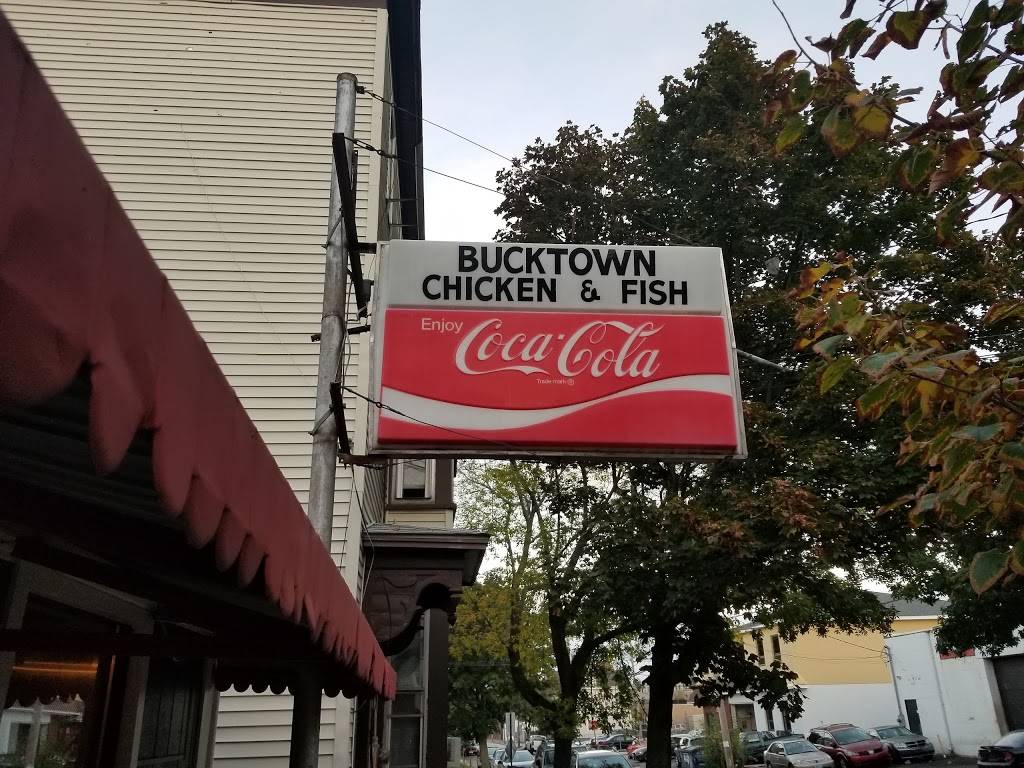 BUCKTOWN
CHICKEN & FISH
Enjoy
Coca-Cola
Trade-mark ®